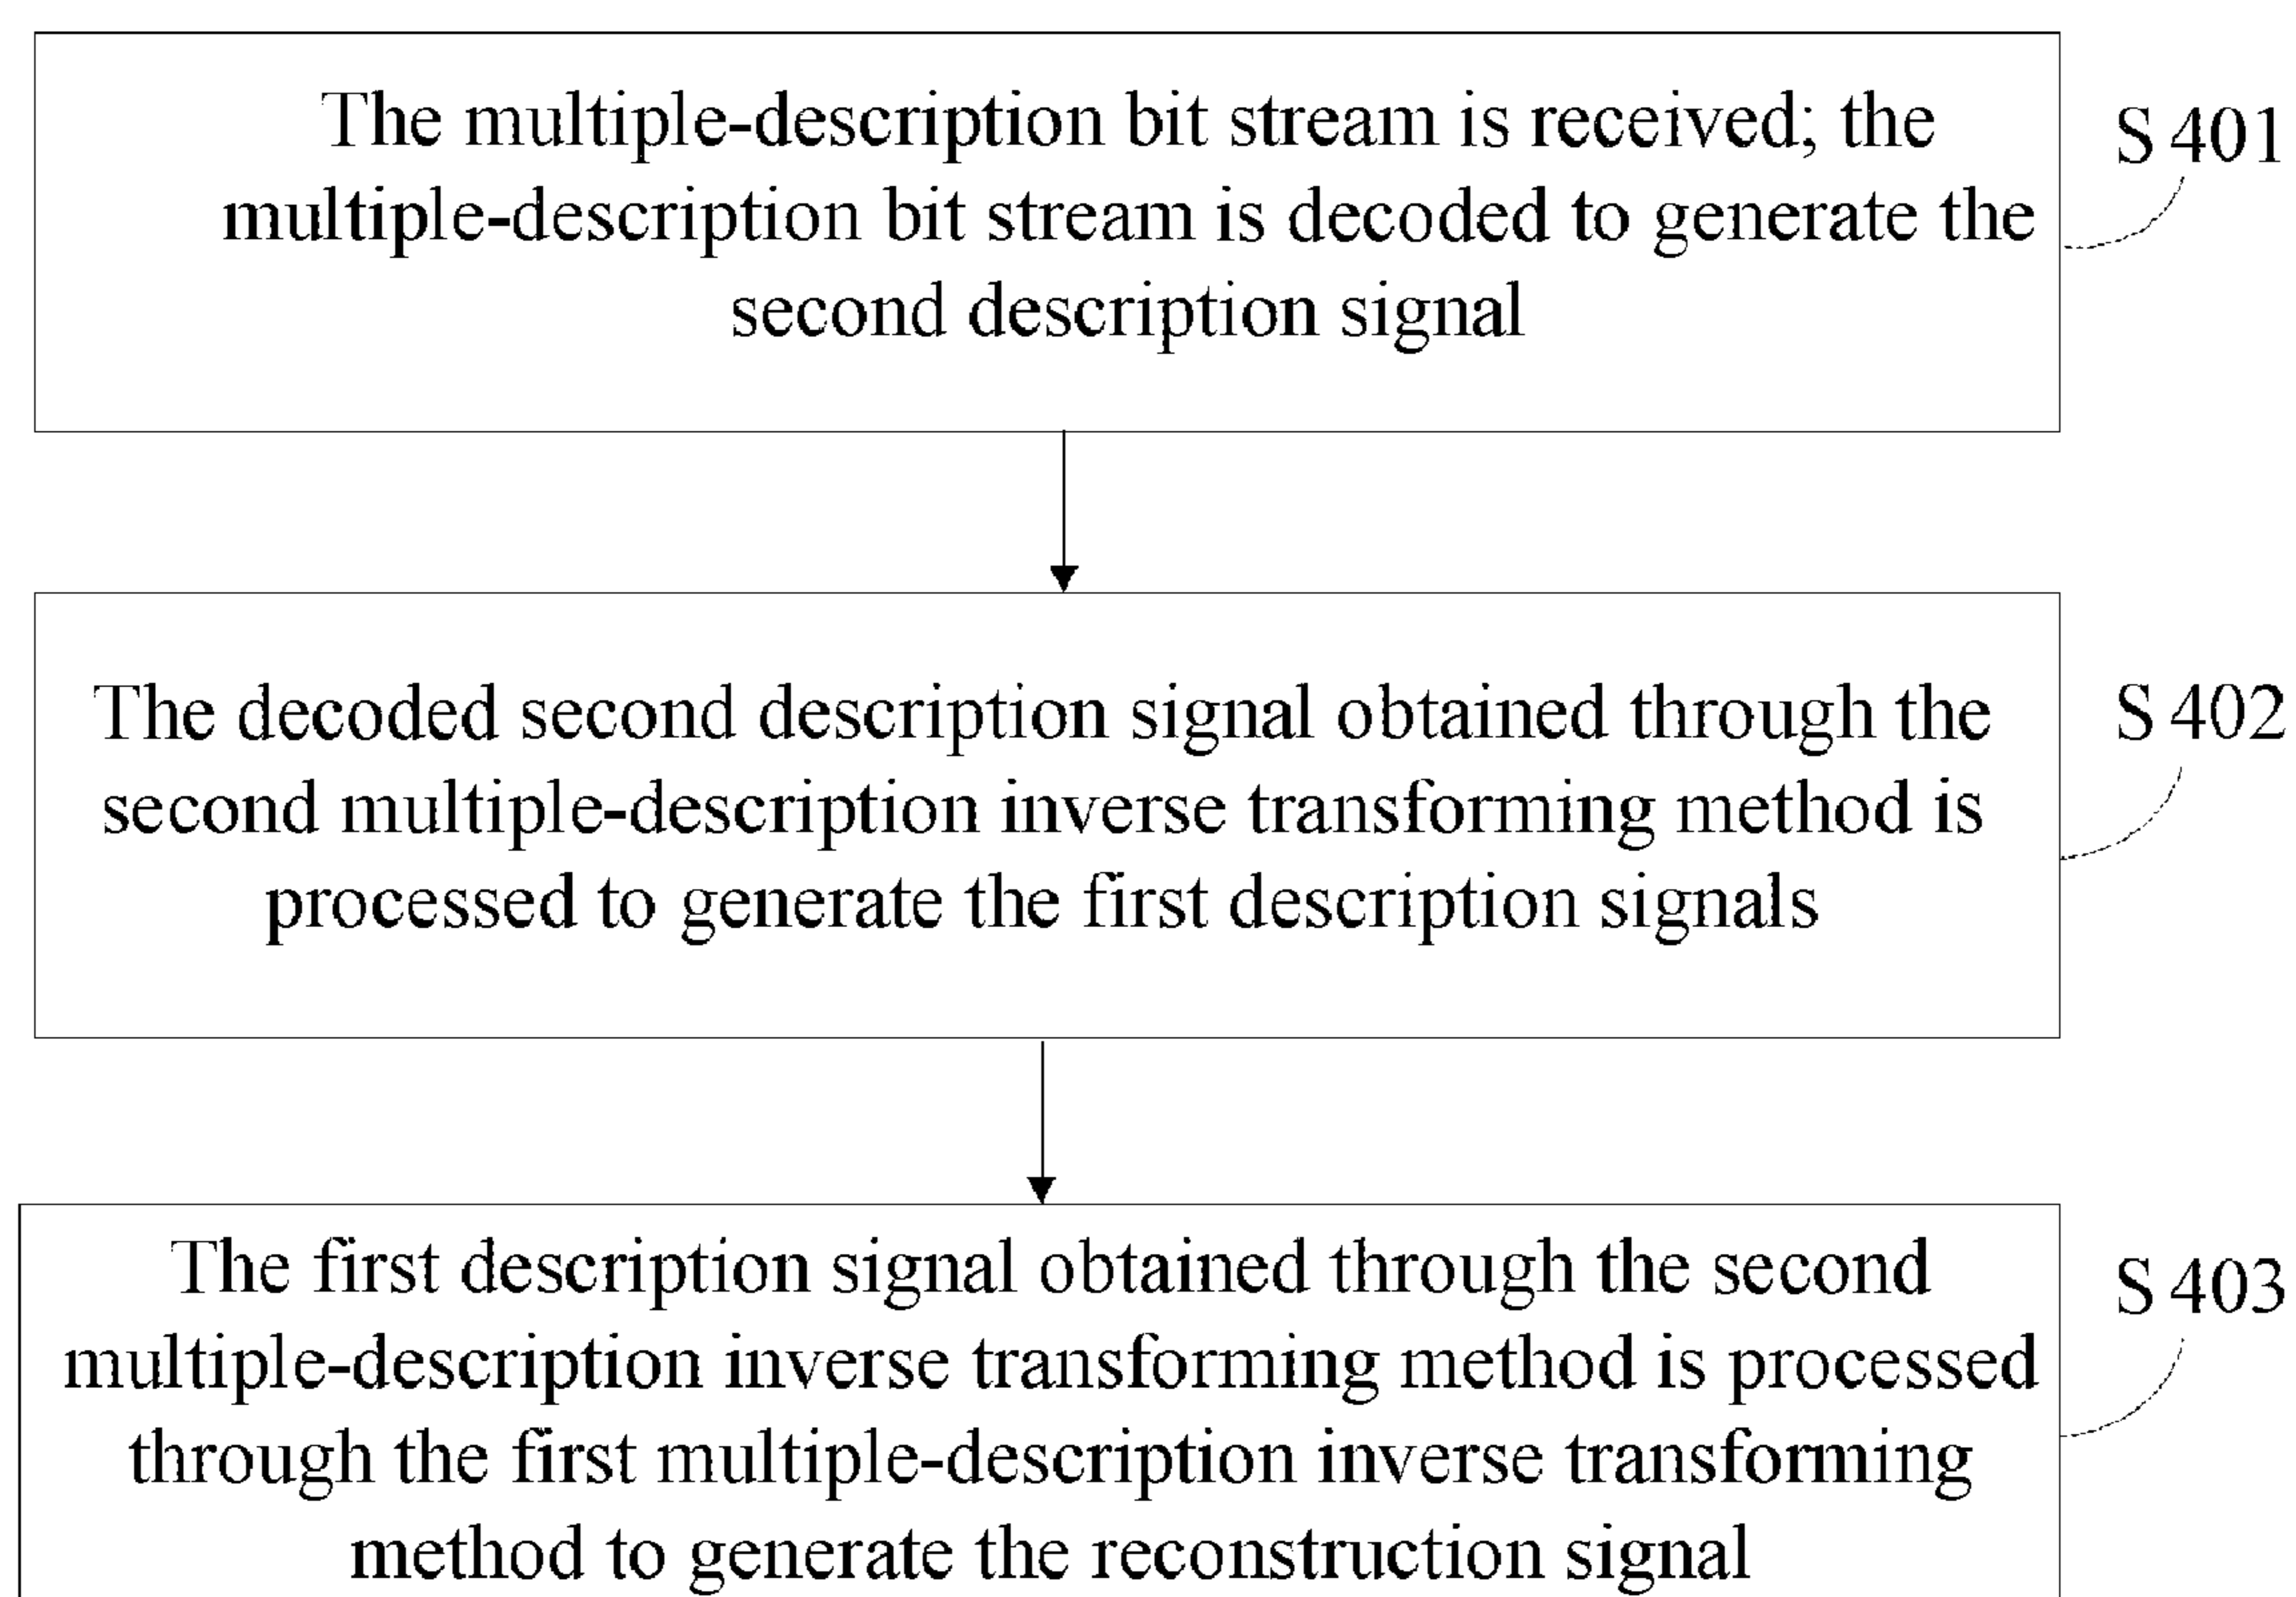 The multiple-description bit stream is received; the
S 401
multiple-description bit stream is decoded to generate the
second description signal
The decoded second description signal obtained through the
S 402
second multiple-description inverse transforming method is
processed to generate the first description signals
The first description signal obtained through the second
S 403
multiple-description inverse transforming method is processed
through the first multiple-description inverse transforming
method to generate the reconstruction signal